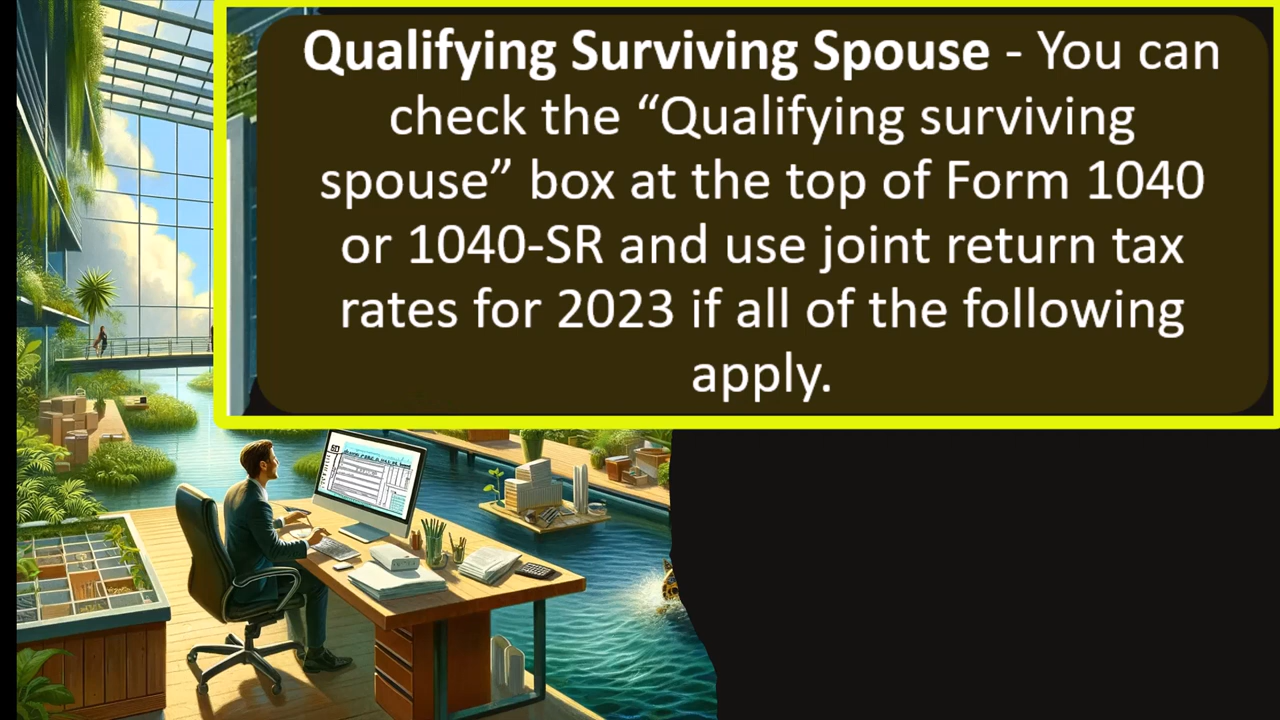 Qualifying Surviving Spouse - You can
check the “Qualifying surviving
spouse” box at the top of Form 1040
or 1040-SR and use joint return tax
rates for 2023 if all of the following
apply.